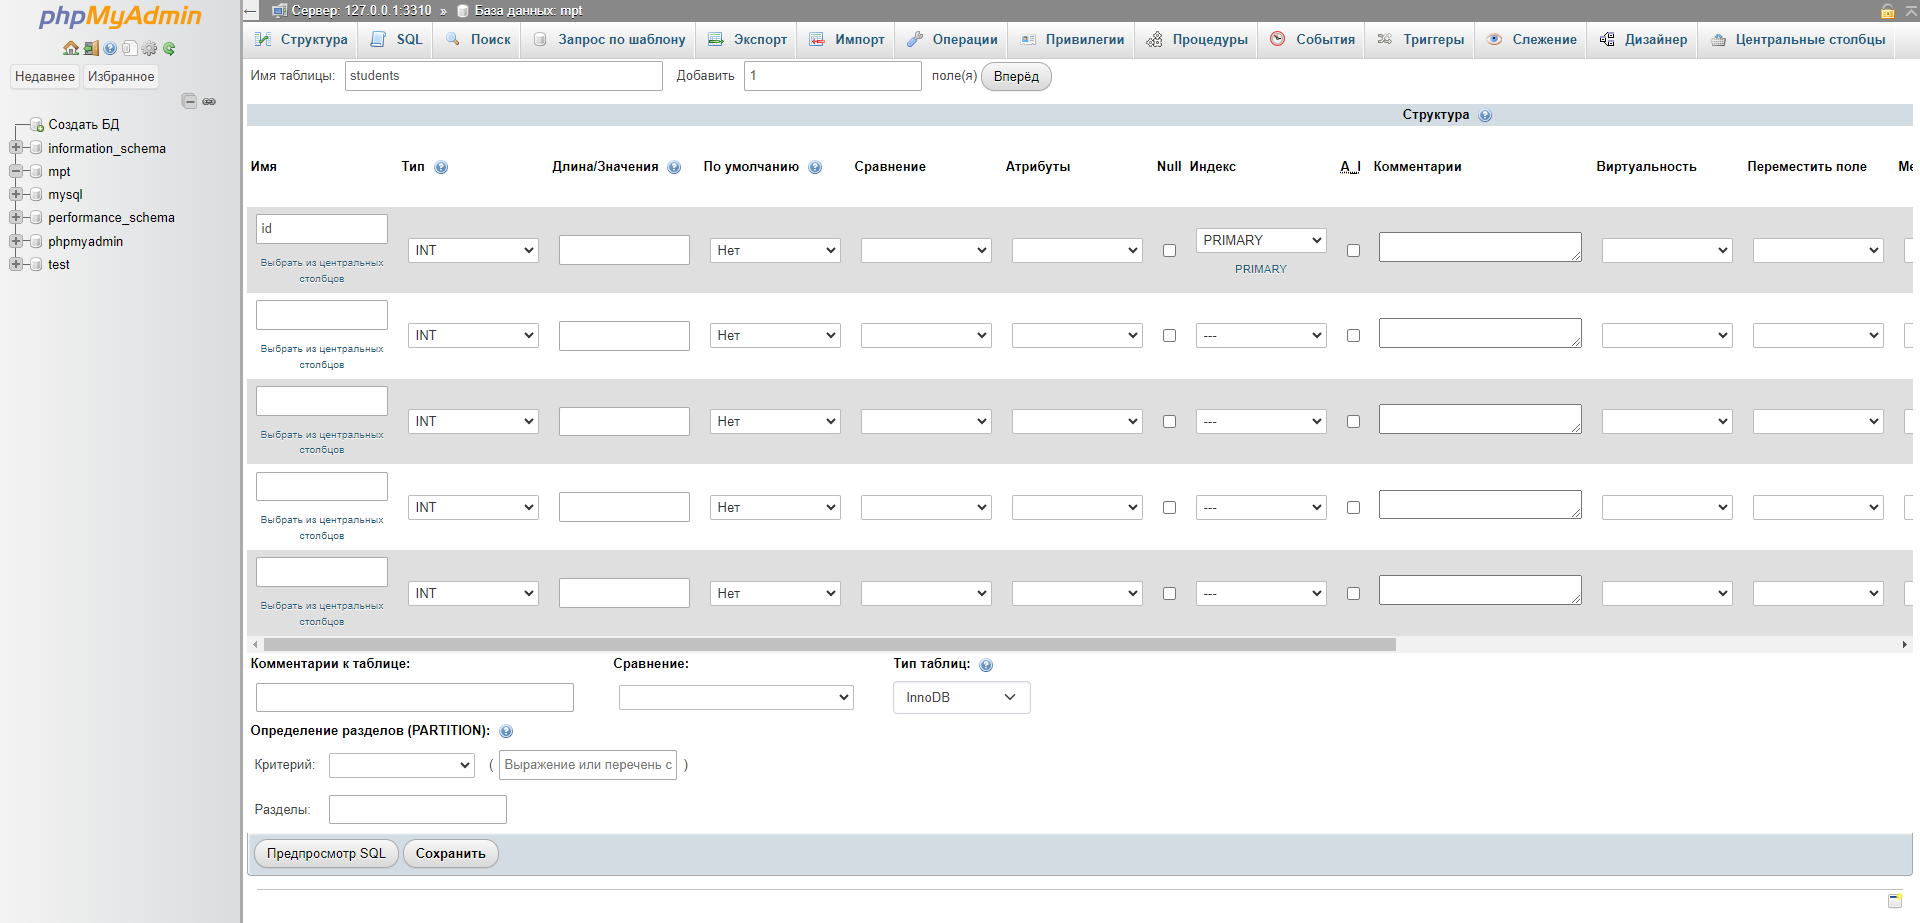 phpMyAdmin
Недавнее Избранное
Создать БД
information_schema
mpt
mysql
performance_schema
phpmyadmin
test
Сервер: 127.0.0.1:3310 » База данных: mpt
Структура SQL Поиск Запрос по шаблону Экспорт Импорт Операции Привилегии Процедуры События Триггеры Слежение Дизайнер Центральные столбцы
Имя таблицы: students Добавить 1 поле(я) Вперёд
Структура
Имя Тип Длина/Значения По умолчанию Сравнение Атрибуты Null Индекс A_I Комментарии Виртуальность Переместить поле
id INT Нет PRIMARY
Выбрать из центральных
столбцов
PRIMARY
INT Нет ---
Выбрать из центральных
столбцов
INT Нет ---
Выбрать из центральных
столбцов
INT Нет ---
Выбрать из центральных
столбцов
INT Нет ---
Выбрать из центральных
столбцов
Комментарии к таблице: Сравнение: Тип таблиц:
InnoDB
Определение разделов (PARTITION):
Критерий: ( Выражение или перечень с )
Разделы:
Предпросмотр SQL Сохранить